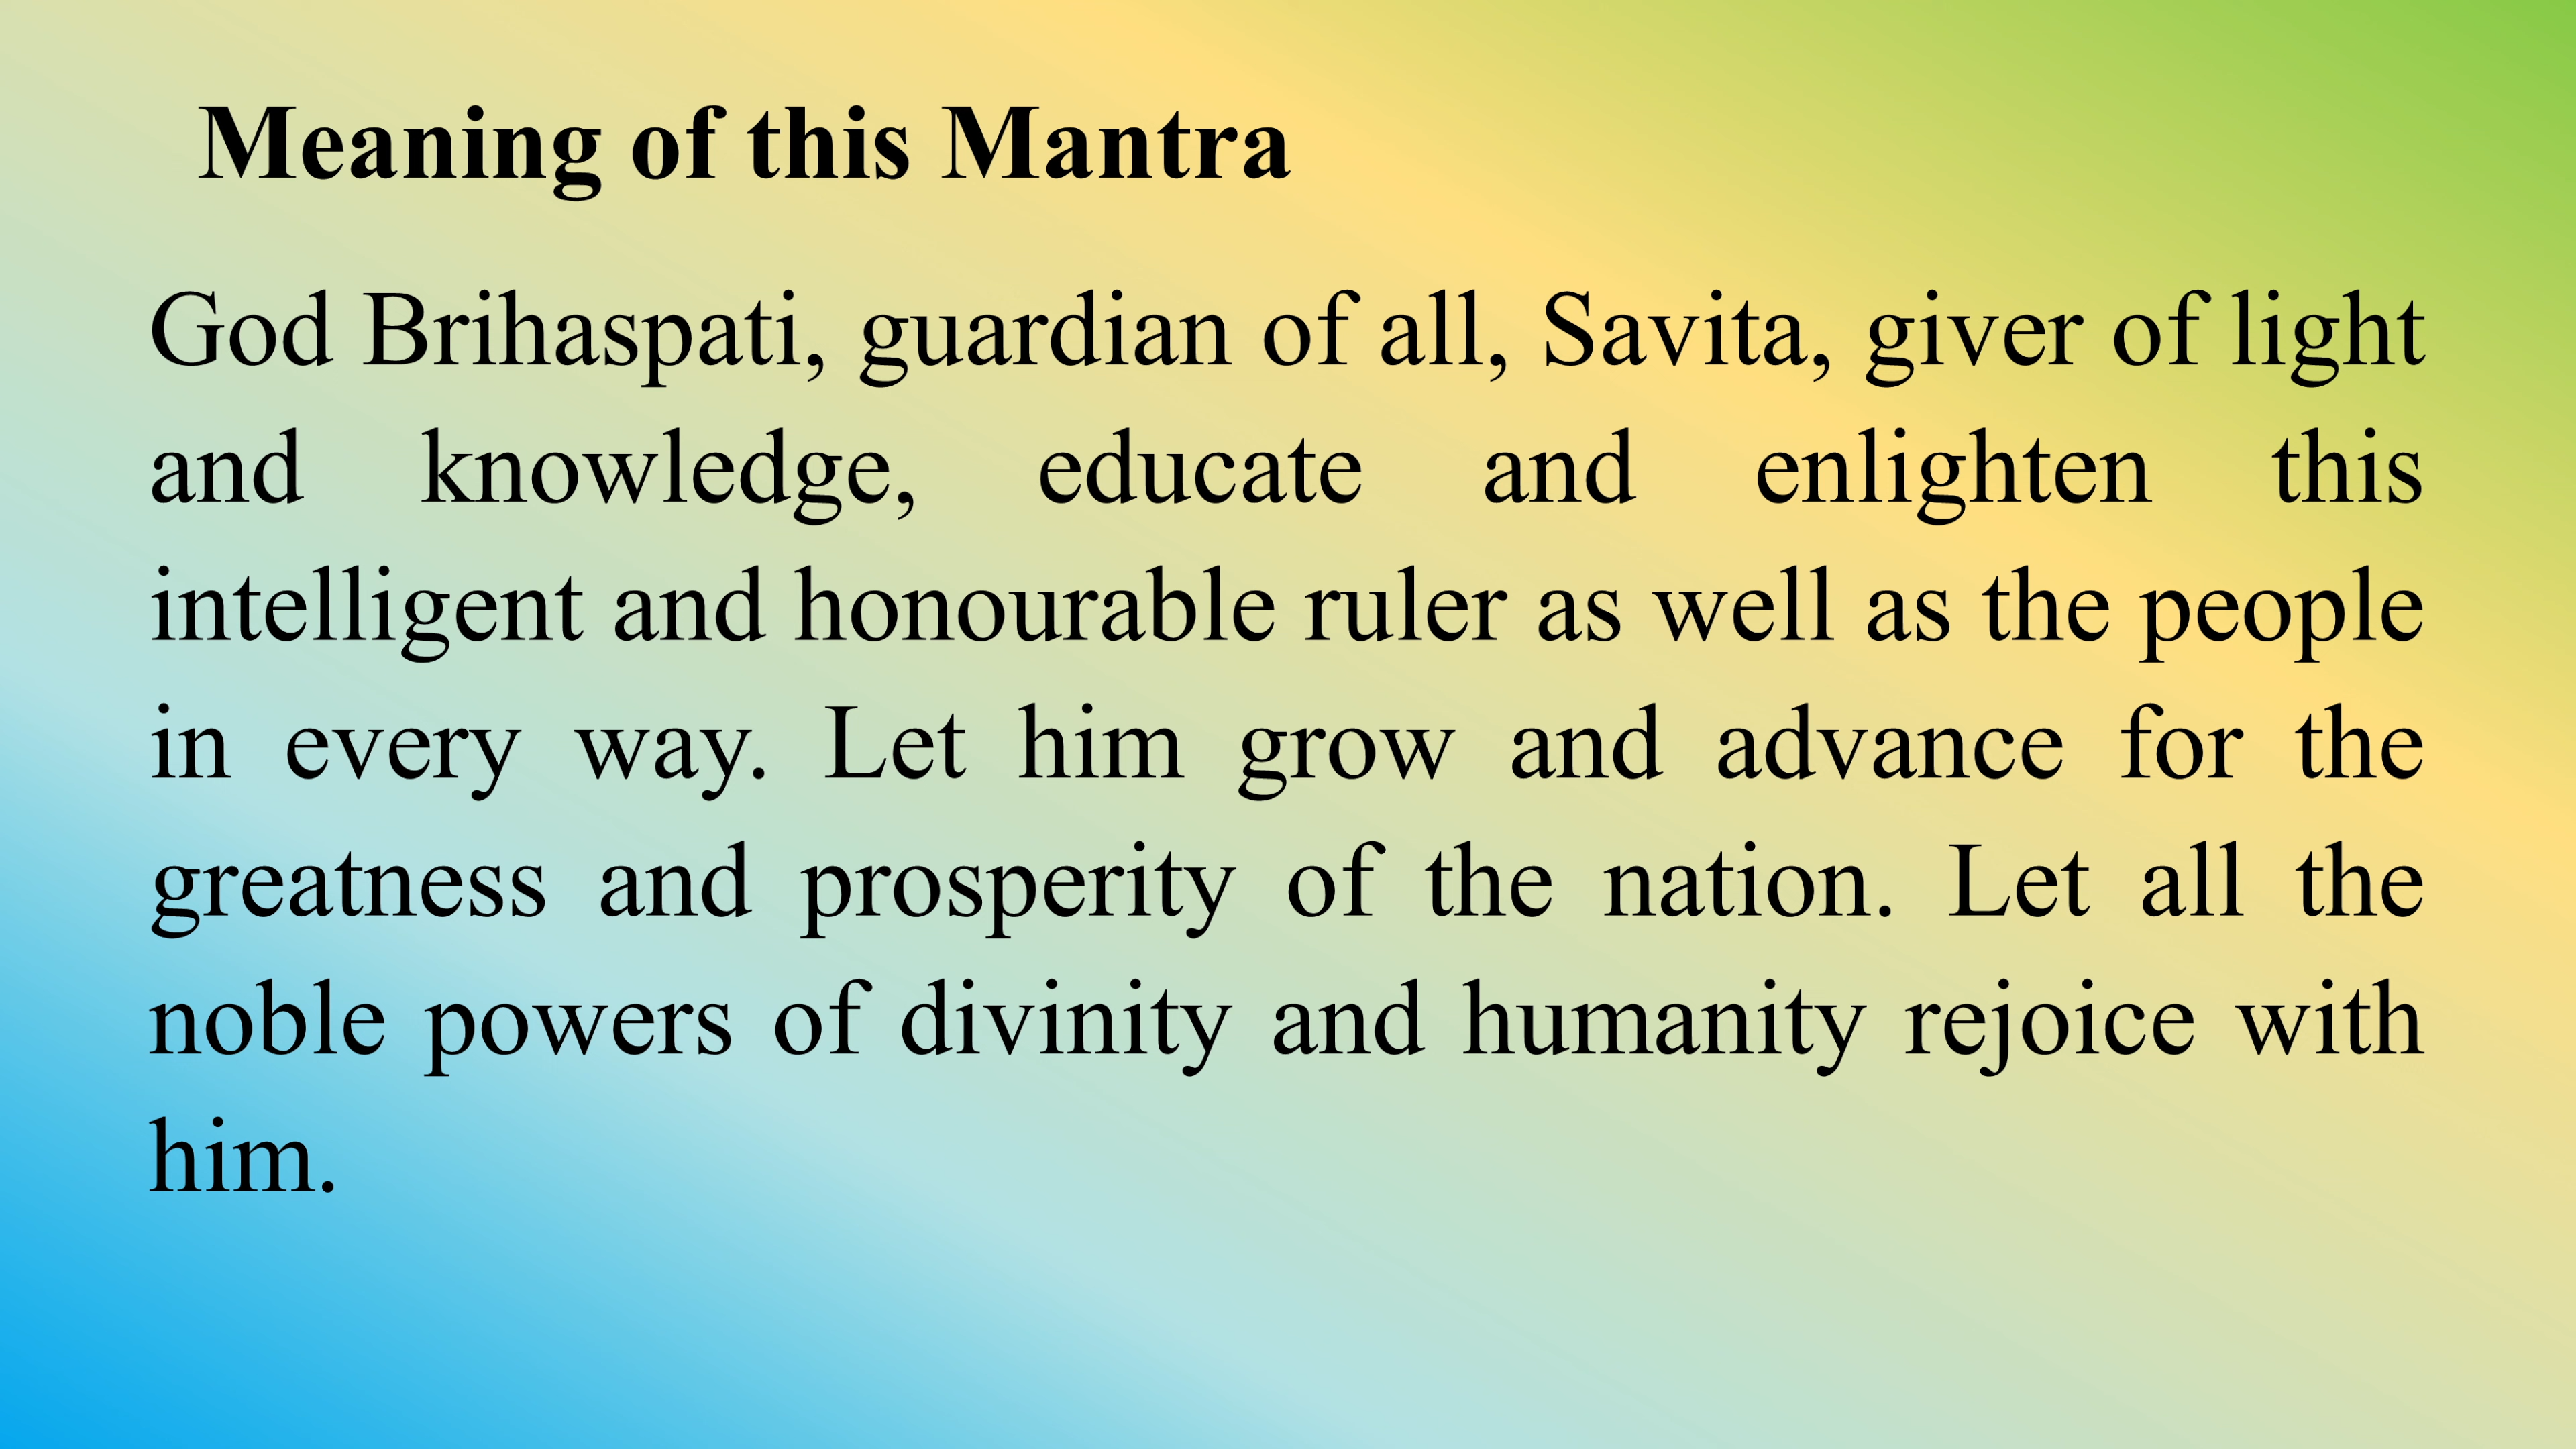 Meaning of this Mantra
God Brihaspati, guardian of all, Savita, giver of light
and knowledge, educate and enlighten this
intelligent and honourable ruler as well as the people
in every way. Let him grow and advance for the
greatness and prosperity of the nation. Let all the
noble powers of divinity and humanity rejoice with
him.